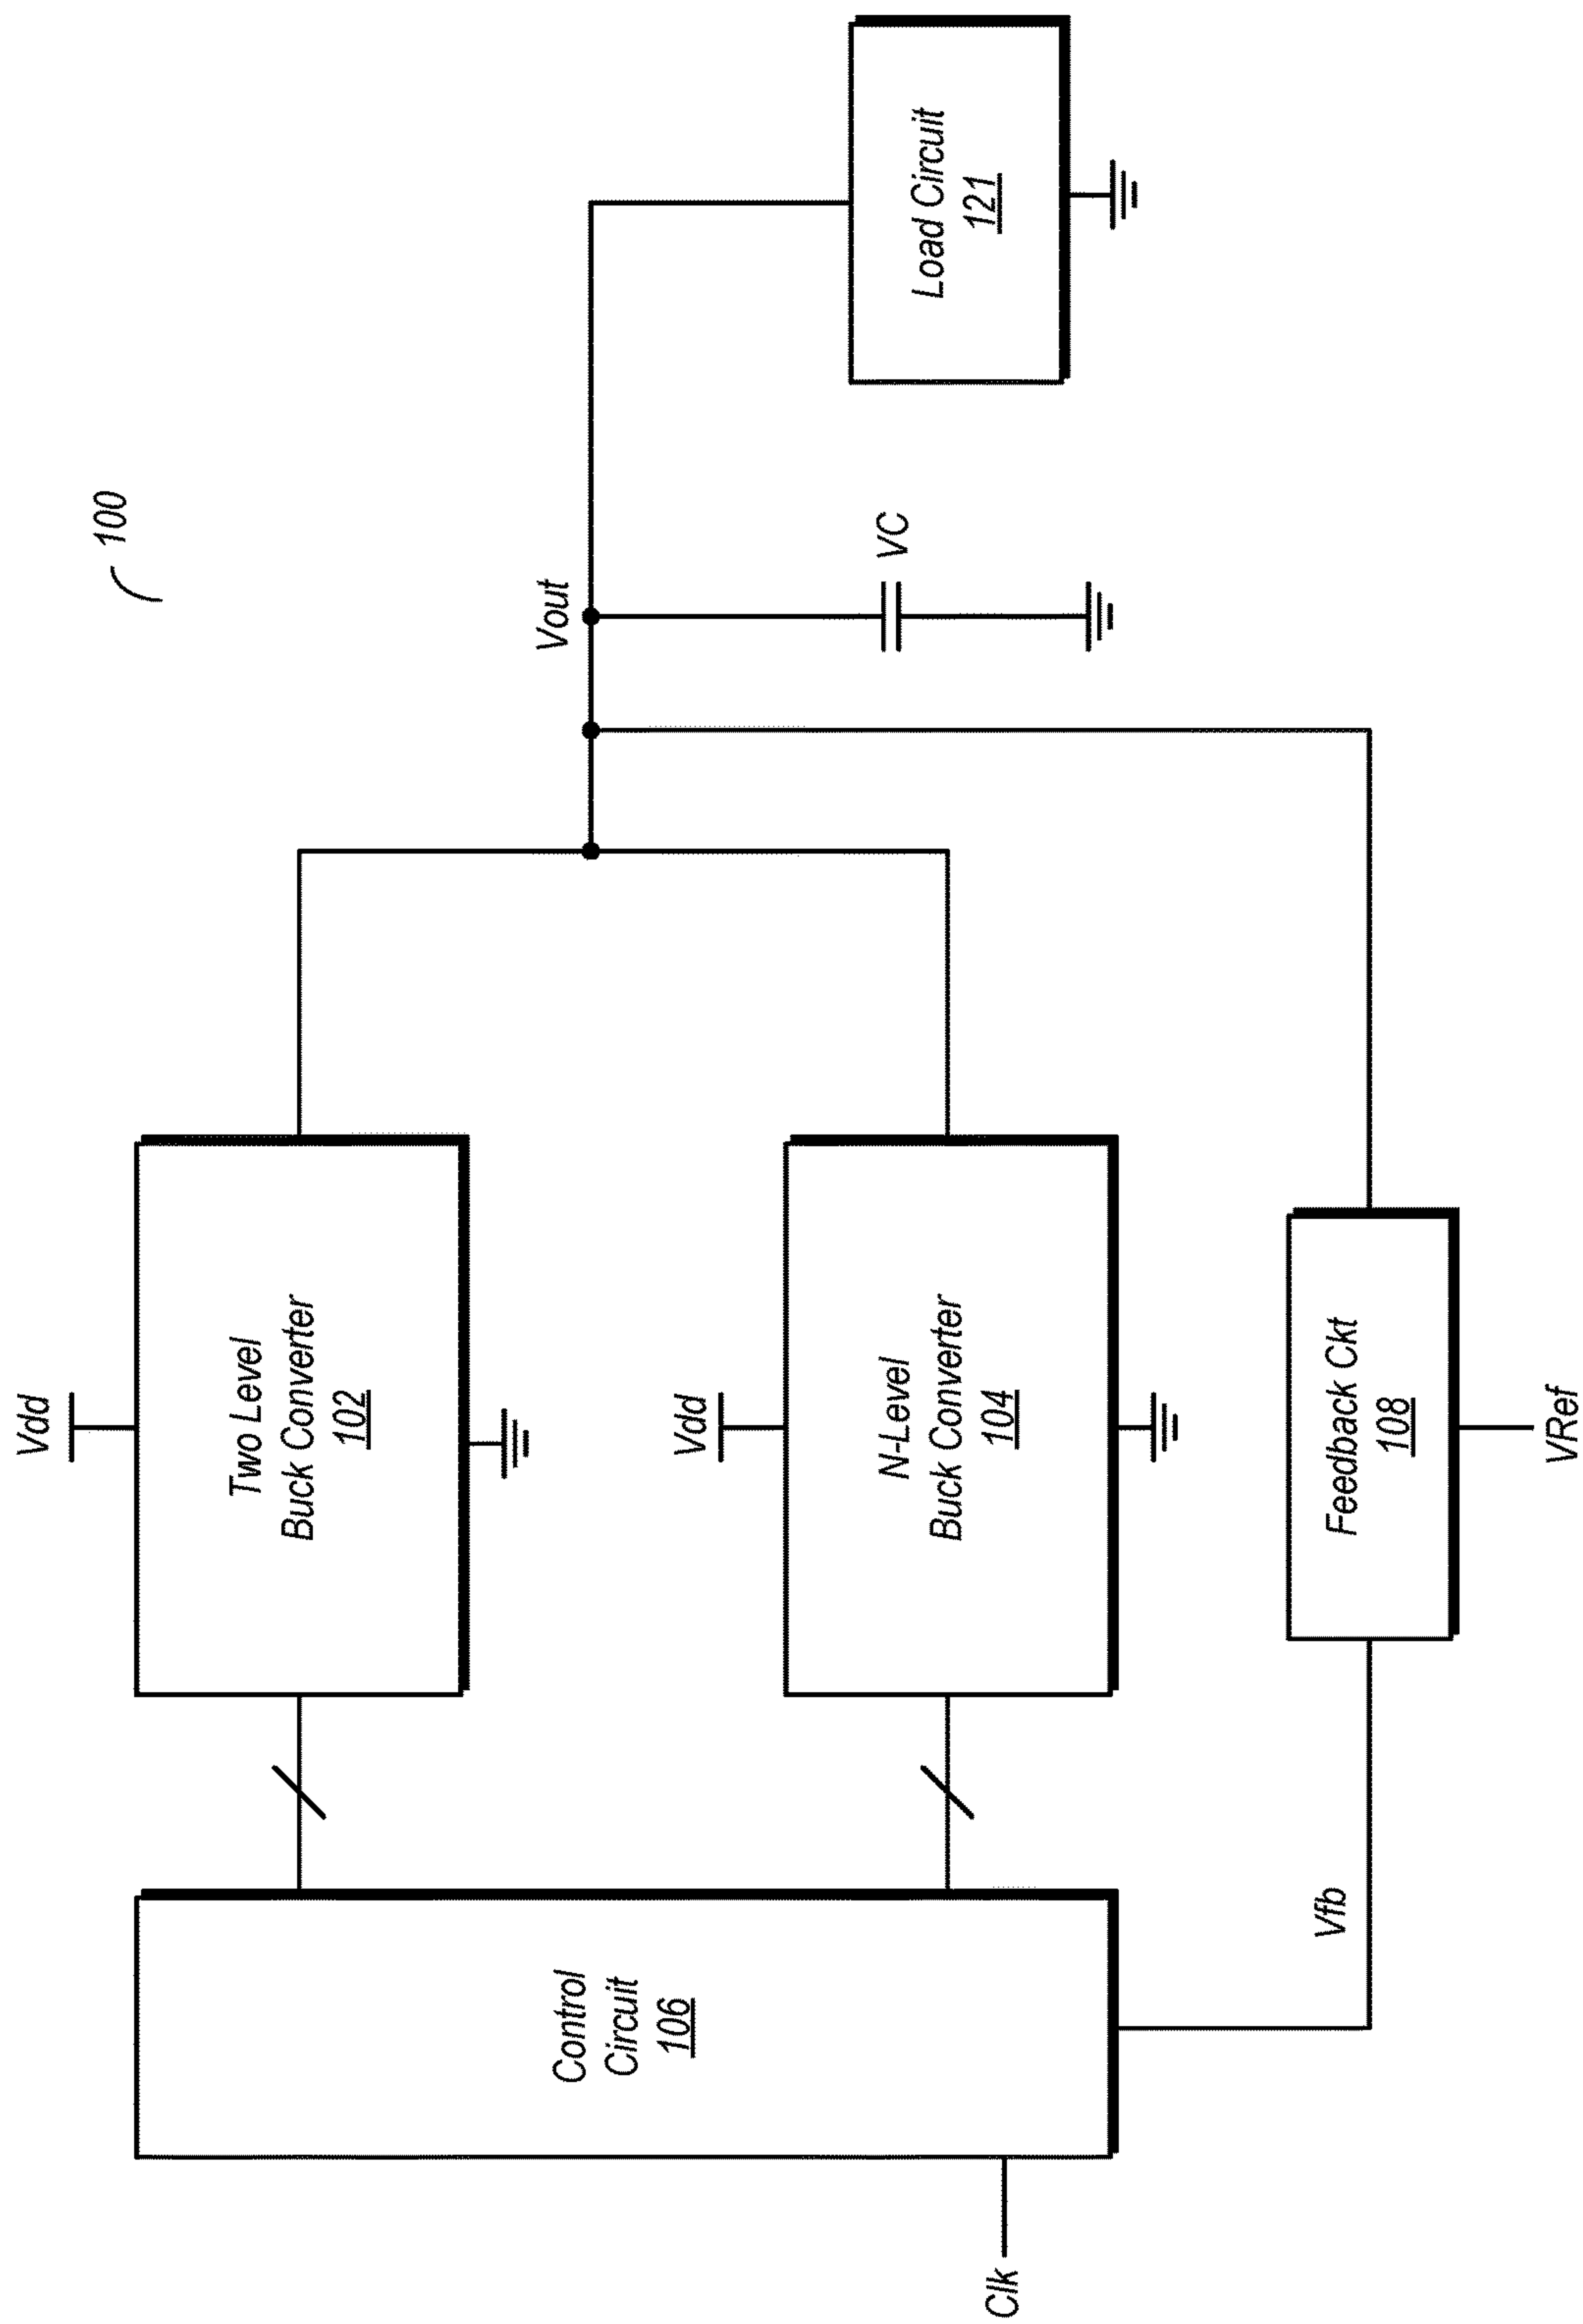 100
Vdd
Two Level
Buck Converter
102
Vout
Control
Circuit
106
Vdd
N-Level
Buck Converter
104
VC
Load Circuit
121
Clk
Vfb
Feedback Ckt
108
VRef